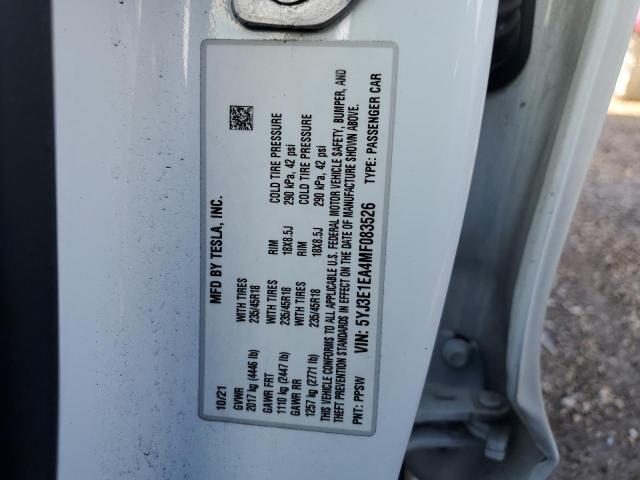 MFD BY TESLA, INC.
10/21
GVWR
2017 kg (4446 lb)
WITH TIRES
235/45R18
GAWR FRT
1110 kg (2447 lb)
WITH TIRES
235/45R18
RIM
18X8.5J
COLD TIRE PRESSURE
290 kPa, 42 psi
GAWR RR
1257 kg (2771 lb)
WITH TIRES
235/45R18
RIM
18X8.5J
COLD TIRE PRESSURE
290 kPa, 42 psi
THIS VEHICLE CONFORMS TO ALL APPLICABLE U.S. FEDERAL MOTOR VEHICLE SAFETY, BUMPER, AND
THEFT PREVENTION STANDARDS IN EFFECT ON THE DATE OF MANUFACTURE SHOWN ABOVE.
PNT: PPSW VIN: 5YJ3E1EA4MF083526 TYPE: PASSENGER CAR